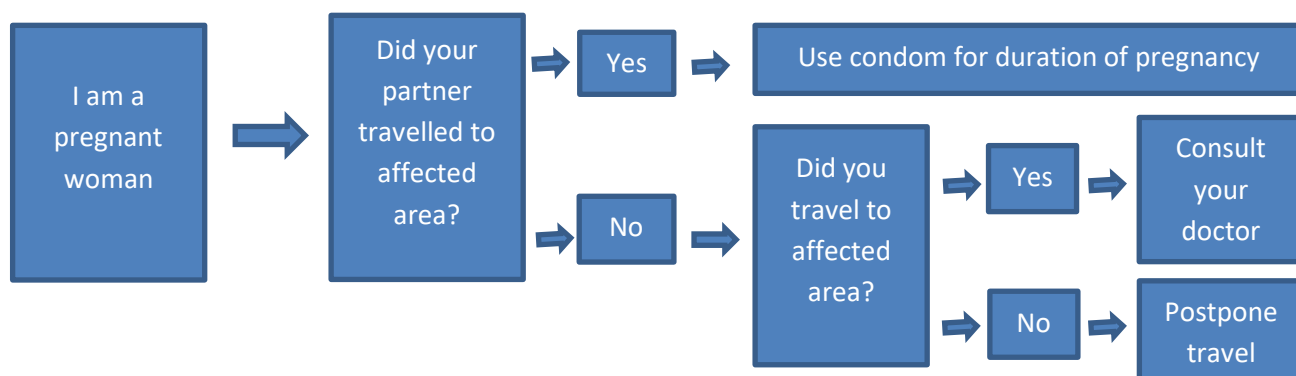 I am a
pregnant
woman
Did your
partner
travelled to
affected
area?
Yes
Use condom for duration of pregnancy
No
Did you
travel to
affected
area?
Yes
Consult
your
doctor
No
Postpone
travel